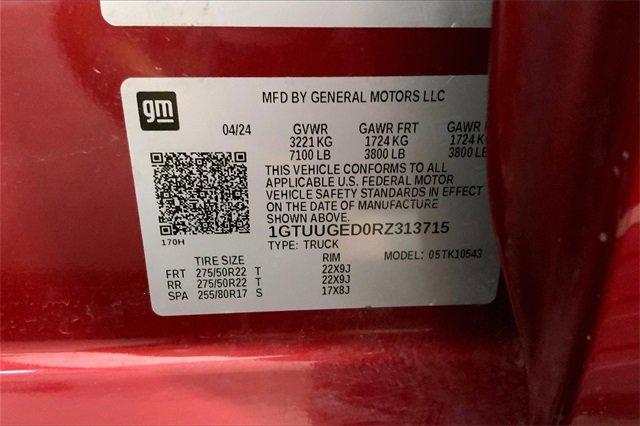 gm
MFD BY GENERAL MOTORS LLC
04/24 GVWR GAWR FRT GAWR
3221 KG 1724 KG 1724 KG
7100 LB 3800 LB 3800 LB
THIS VEHICLE CONFORMS TO ALL
APPLICABLE U.S. FEDERAL MOTOR
VEHICLE SAFETY STANDARDS IN EFFECT
ON THE DATE OF MANUFACTURE
SHOWN ABOVE.
170H
1GTUUGED0RZ313715
TYPE: TRUCK MODEL: 05TK10543
TIRE SIZE RIM
FRT 275/50R22 T 22X9J
RR 275/50R22 T 22X9J
SPA 255/80R17 S 17X8J